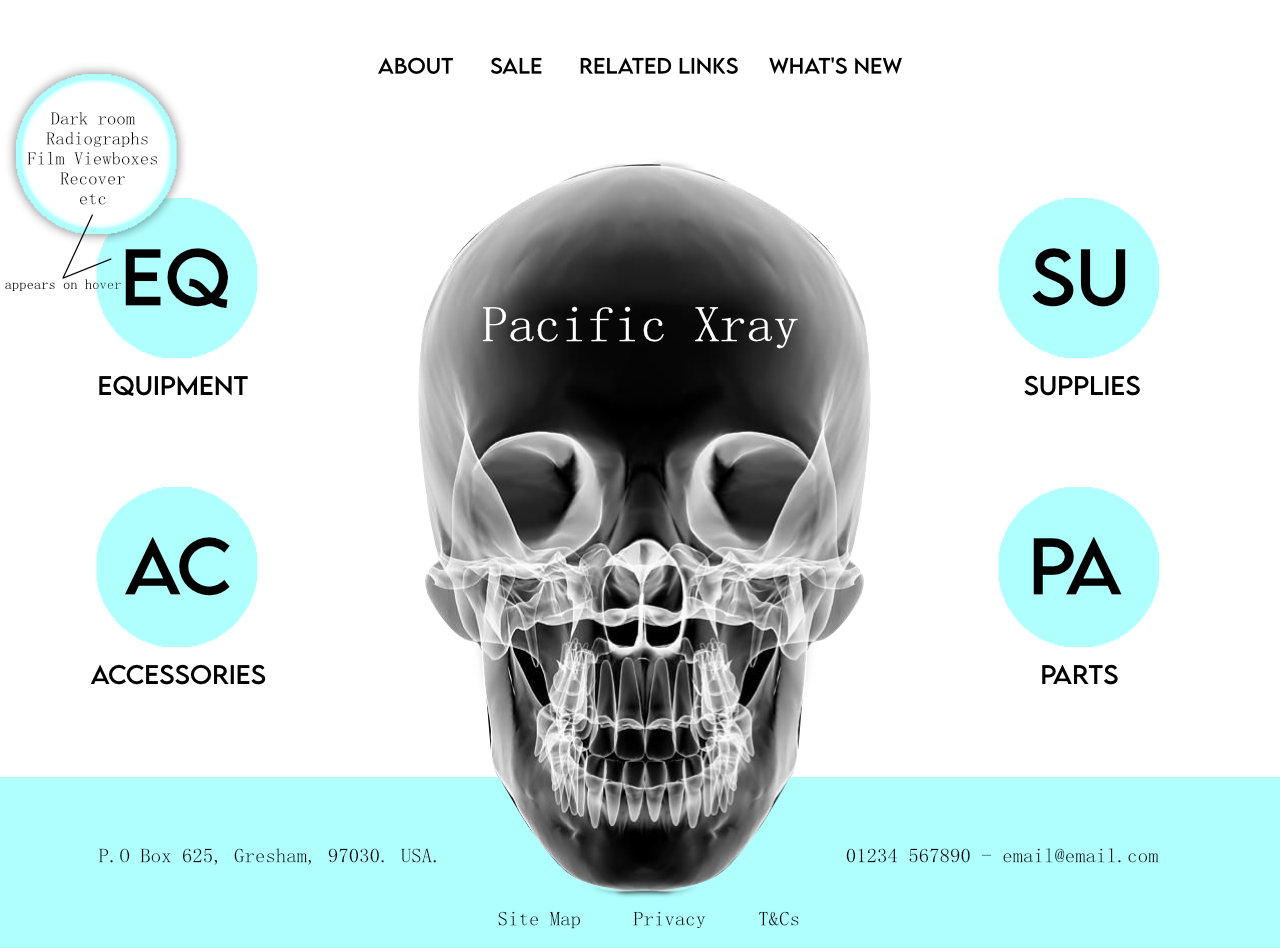 ABOUT SALE RELATED LINKS WHAT'S NEW
Dark room
Radiographs
Film Viewboxes
Recover
etc
appears on hover
EQ
EQUIPMENT
SU
SUPPLIES
Pacific Xray
AC
ACCESSORIES
PA
PARTS
P.O Box 625, Gresham, 97030. USA.
01234 567890 - email@email.com
Site Map Privacy T&Cs